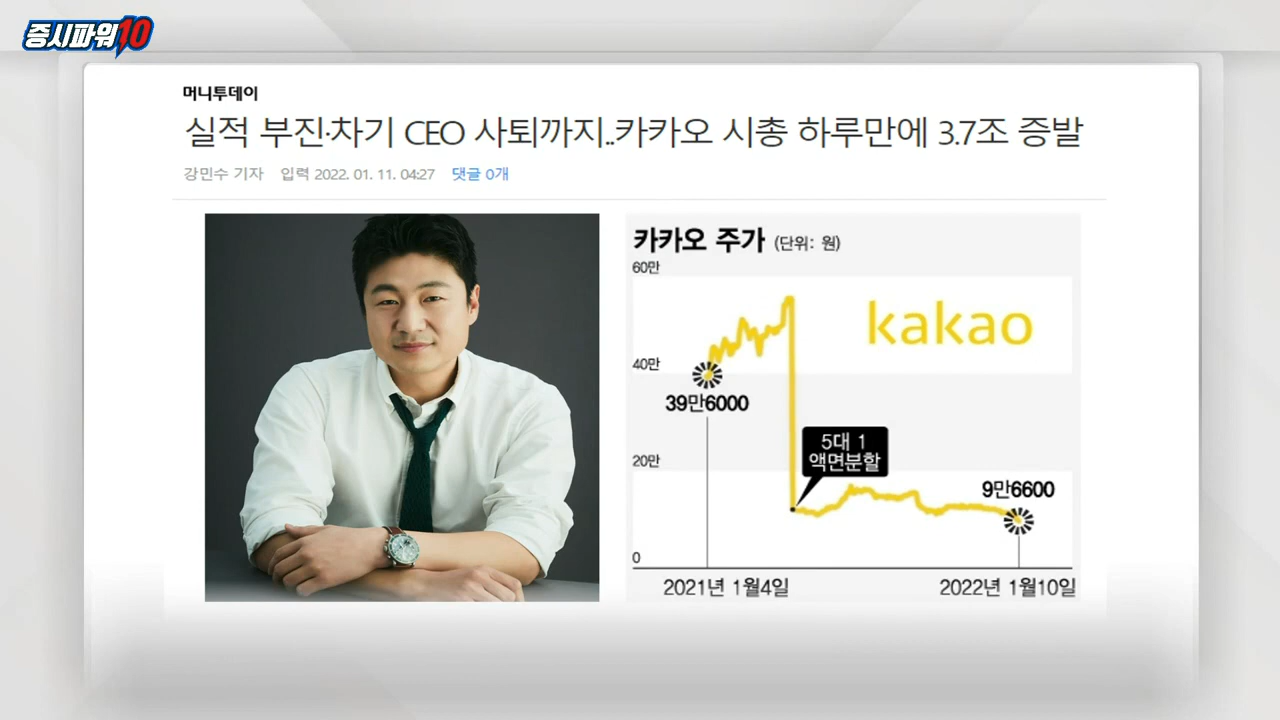 증시파워10
머니투데이
실적 부진·차기 CEO 사퇴까지..카카오 시총 하루만에 3.7조 증발
강민수 기자 입력 2022. 01. 11. 04:27 댓글 0개
카카오 주가 (단위: 원)
60만
kakao
40만
39만6000
5대 1
액면분할
20만
9만6600
0
2021년 1월4일
2022년 1월10일